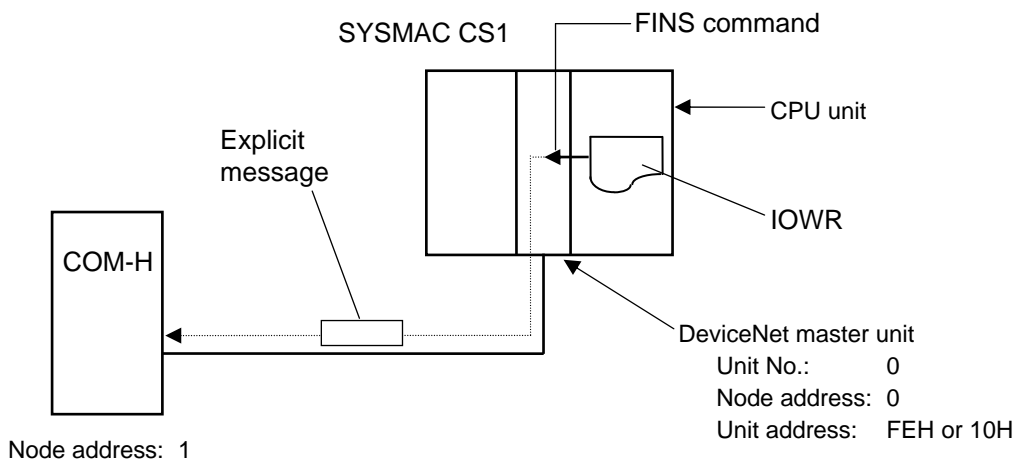 SYSMAC CS1
FINS command
CPU unit
Explicit
message
IOWR
COM-H
DeviceNet master unit
Unit No.: 0
Node address: 0
Unit address: FEH or 10H
Node address: 1